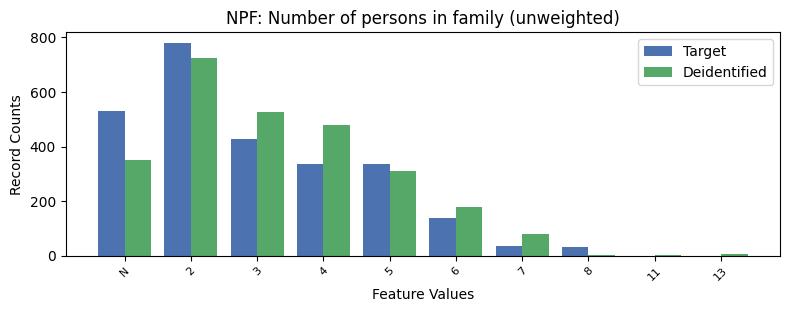 NPF: Number of persons in family (unweighted)
Target
Deidentified
Record Counts
800
600
400
200
0
N 2 3 4 5 6 7 8 11 13
Feature Values